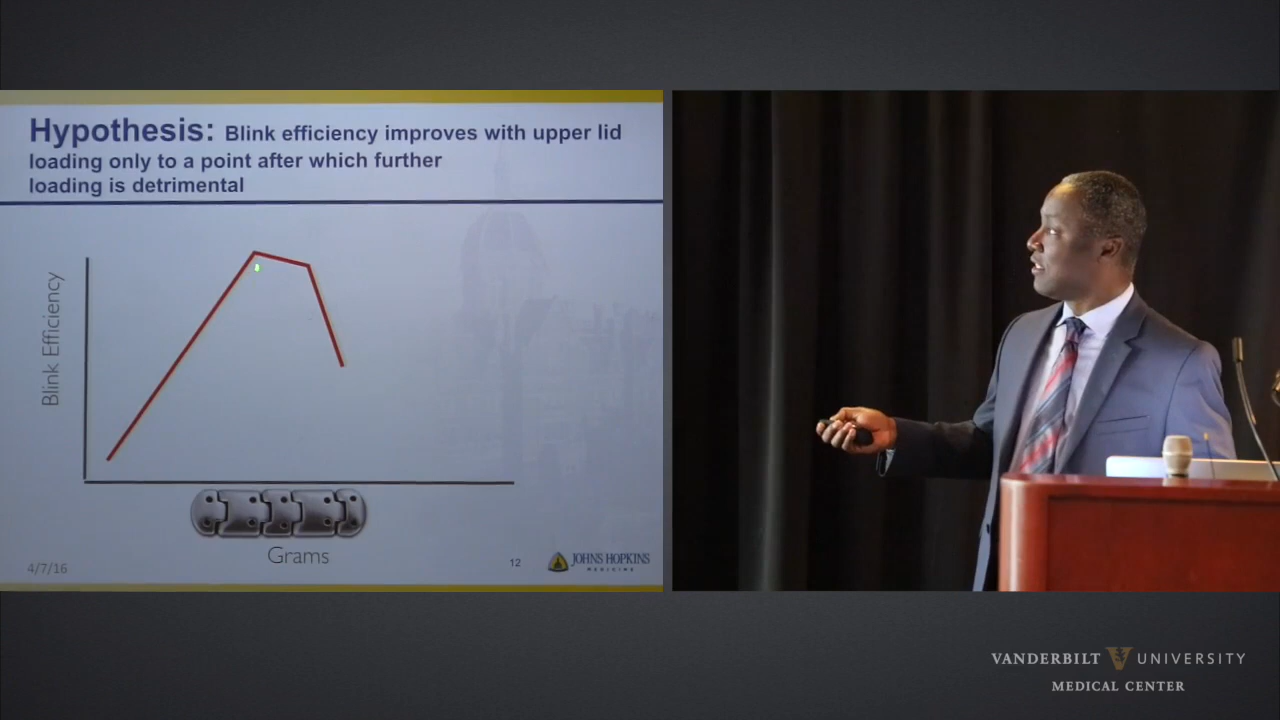 Hypothesis: Blink efficiency improves with upper lid
loading only to a point after which further
loading is detrimental
Blink Efficiency
Grams
4/7/16
12
JOHNS HOPKINS
MEDICINE
VANDERBILT UNIVERSITY
MEDICAL CENTER